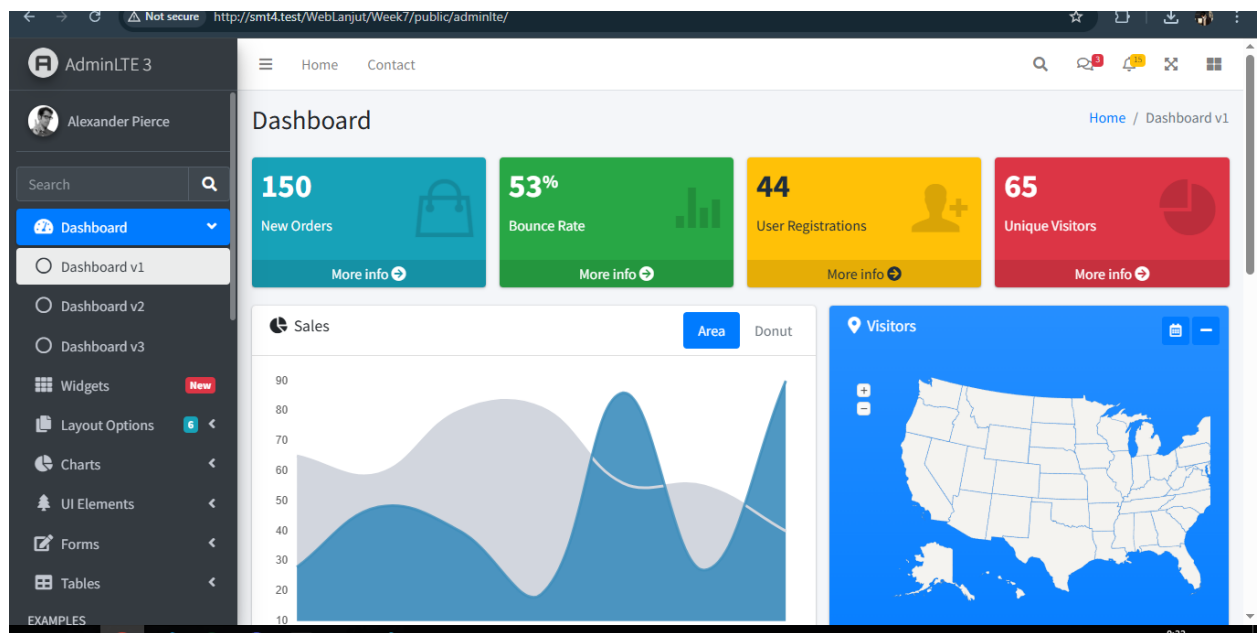 Not secure http://smt4.test/WebLanjut/Week7/public/adminlte/
AdminLTE 3
Home Contact
3
15
Alexander Pierce
Dashboard
Home / Dashboard v1
Search
Dashboard
Dashboard v1
Dashboard v2
Dashboard v3
Widgets New
Layout Options 6
Charts
UI Elements
Forms
Tables
EXAMPLES
150
New Orders
More info
53%
Bounce Rate
More info
44
User Registrations
More info
65
Unique Visitors
More info
Sales
Area Donut
90
80
70
60
50
40
30
20
10
Visitors
+
−